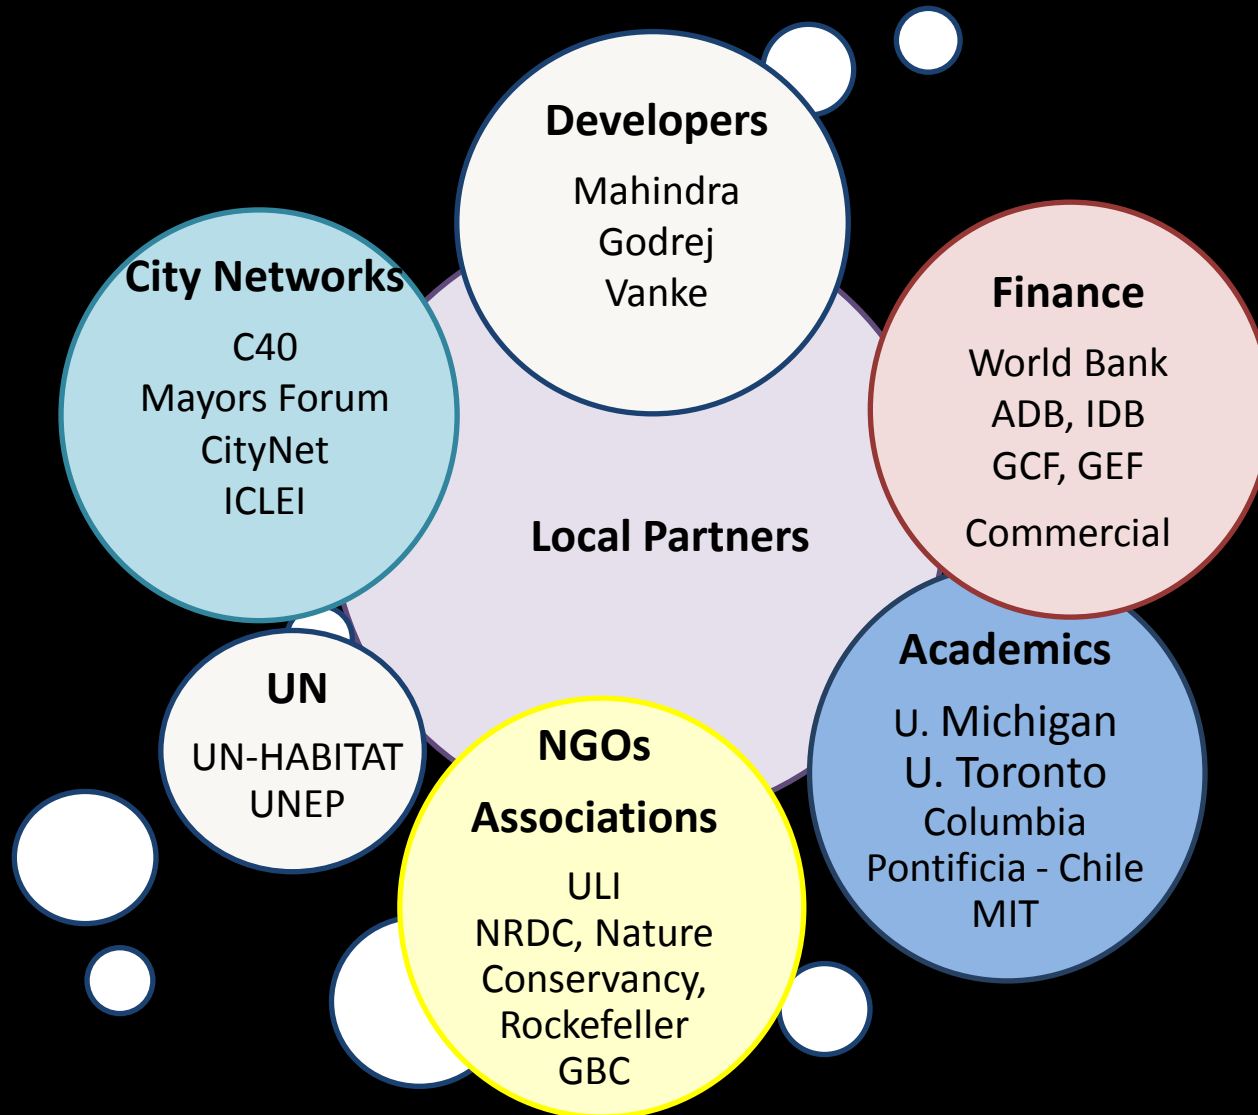 Developers
Mahindra
Godrej
Vanke
City Networks
C40
Mayors Forum
CityNet
ICLEI
Finance
World Bank
ADB, IDB
GCF, GEF
Commercial
Local Partners
Academics
U. Michigan
U. Toronto
Columbia
Pontificia - Chile
MIT
UN
UN-HABITAT
UNEP
NGOs
Associations
ULI
NRDC, Nature
Conservancy,
Rockefeller
GBC